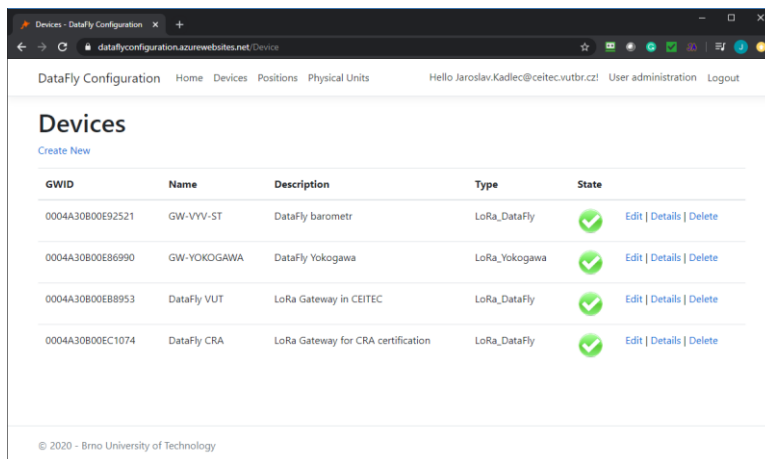 Devices - DataFly Configuration
dataflyconfiguration.azurewebsites.net/Device
DataFly Configuration Home Devices Positions Physical Units Hello Jaroslav.Kadlec@ceitec.vutbr.cz! User administration Logout
Devices
Create New
GWID Name Description Type State
0004A30B00E92521 GW-VYV-ST DataFly barometr LoRa_DataFly Edit | Details | Delete
0004A30B00E86990 GW-YOKOGAWA DataFly Yokogawa LoRa_Yokogawa Edit | Details | Delete
0004A30B00EB8953 DataFly VUT LoRa Gateway in CEITEC LoRa_DataFly Edit | Details | Delete
0004A30B00EC1074 DataFly CRA LoRa Gateway for CRA certification LoRa_DataFly Edit | Details | Delete
© 2020 - Brno University of Technology